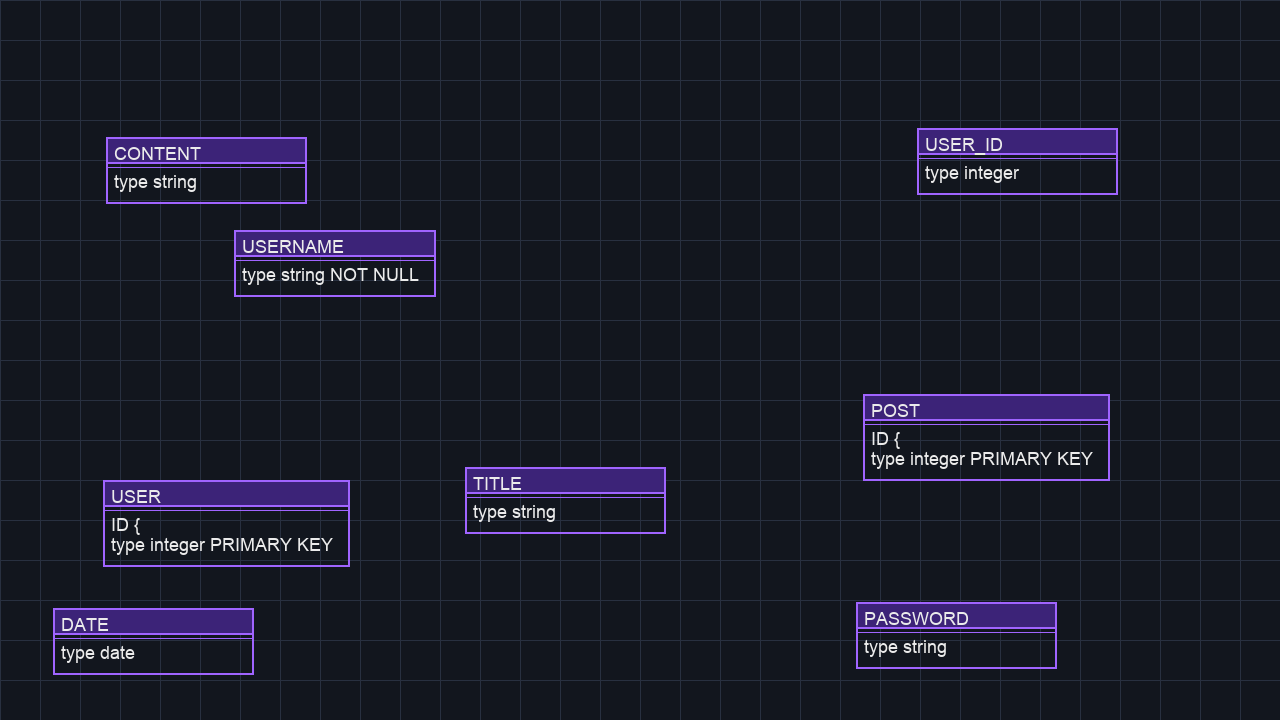 CONTENT
type string
USER_ID
type integer
USERNAME
type string NOT NULL
POST
ID {
type integer PRIMARY KEY
USER
ID {
type integer PRIMARY KEY
TITLE
type string
DATE
type date
PASSWORD
type string